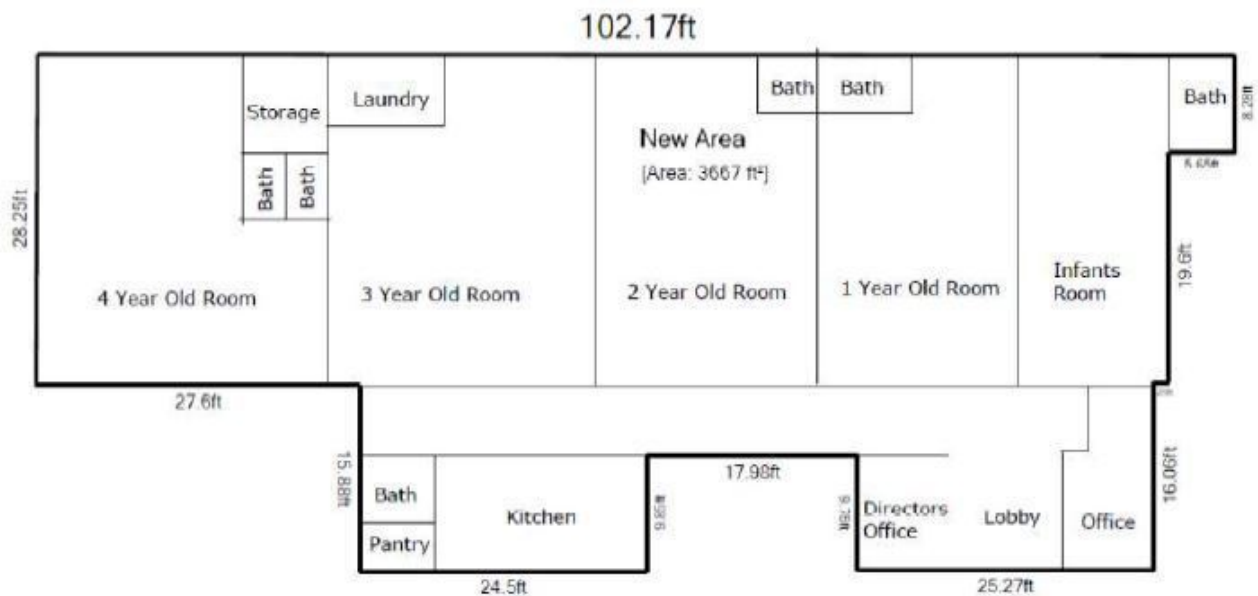 102.17ft
Bath
Bath
Bath
Storage
Laundry
8.28ft
New Area
[Area: 3667 ft²]
Bath
Bath
28.25ft
19.6ft
4 Year Old Room
3 Year Old Room
2 Year Old Room
1 Year Old Room
Infants
Room
27.6ft
15.88ft
17.98ft
16.06ft
Bath
Kitchen
9.78ft
Directors
Office
Lobby
Office
Pantry
24.5ft
25.27ft